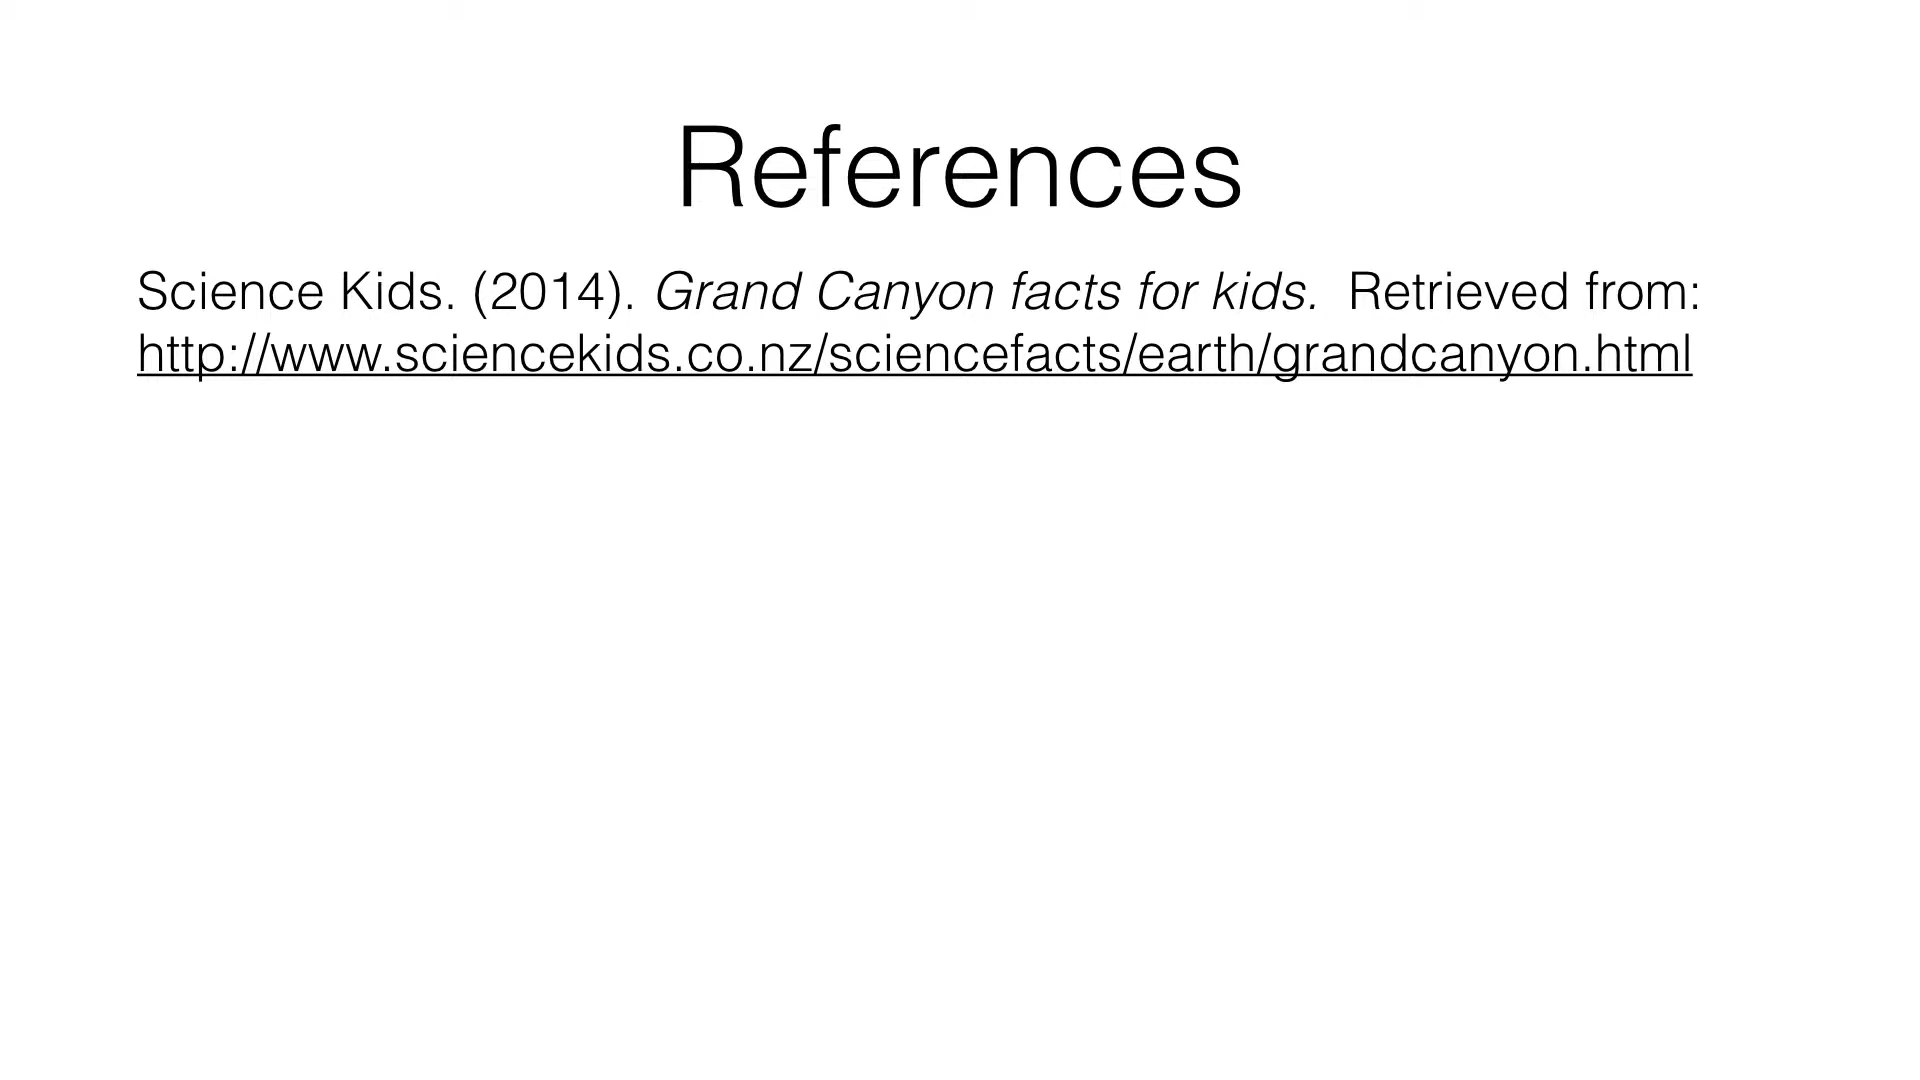 References
Science Kids. (2014). Grand Canyon facts for kids.  Retrieved from:
http://www.sciencekids.co.nz/sciencefacts/earth/grandcanyon.html